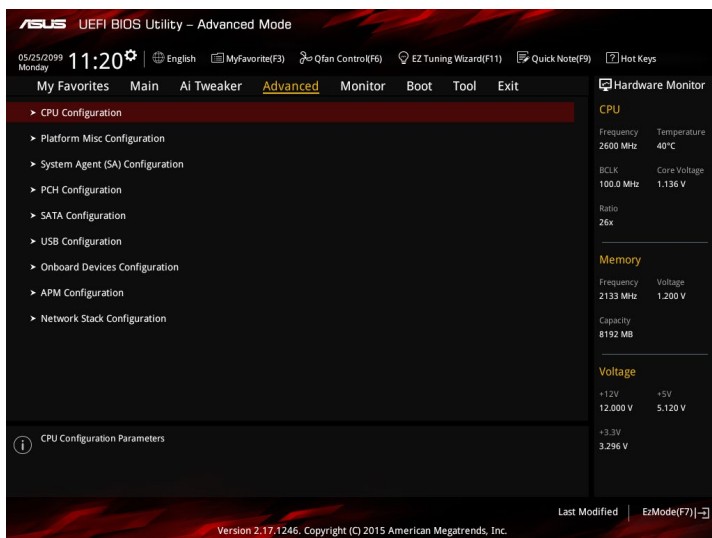 ASUS UEFI BIOS Utility – Advanced Mode
05/25/2099 Monday 11:20 English MyFavorite(F3) Qfan Control(F6) EZ Tuning Wizard(F11) Quick Note(F9) ? Hot Keys
My Favorites Main Ai Tweaker Advanced Monitor Boot Tool Exit
Hardware Monitor
> CPU Configuration
> Platform Misc Configuration
> System Agent (SA) Configuration
> PCH Configuration
> SATA Configuration
> USB Configuration
> Onboard Devices Configuration
> APM Configuration
> Network Stack Configuration
CPU
Frequency Temperature
2600 MHz 40°C
BCLK Core Voltage
100.0 MHz 1.136 V
Ratio
26x
Memory
Frequency Voltage
2133 MHz 1.200 V
Capacity
8192 MB
Voltage
+12V +5V
12.000 V 5.120 V
+3.3V
3.296 V
i CPU Configuration Parameters
Last Modified EzMode(F7)
Version 2.17.1246. Copyright (C) 2015 American Megatrends, Inc.